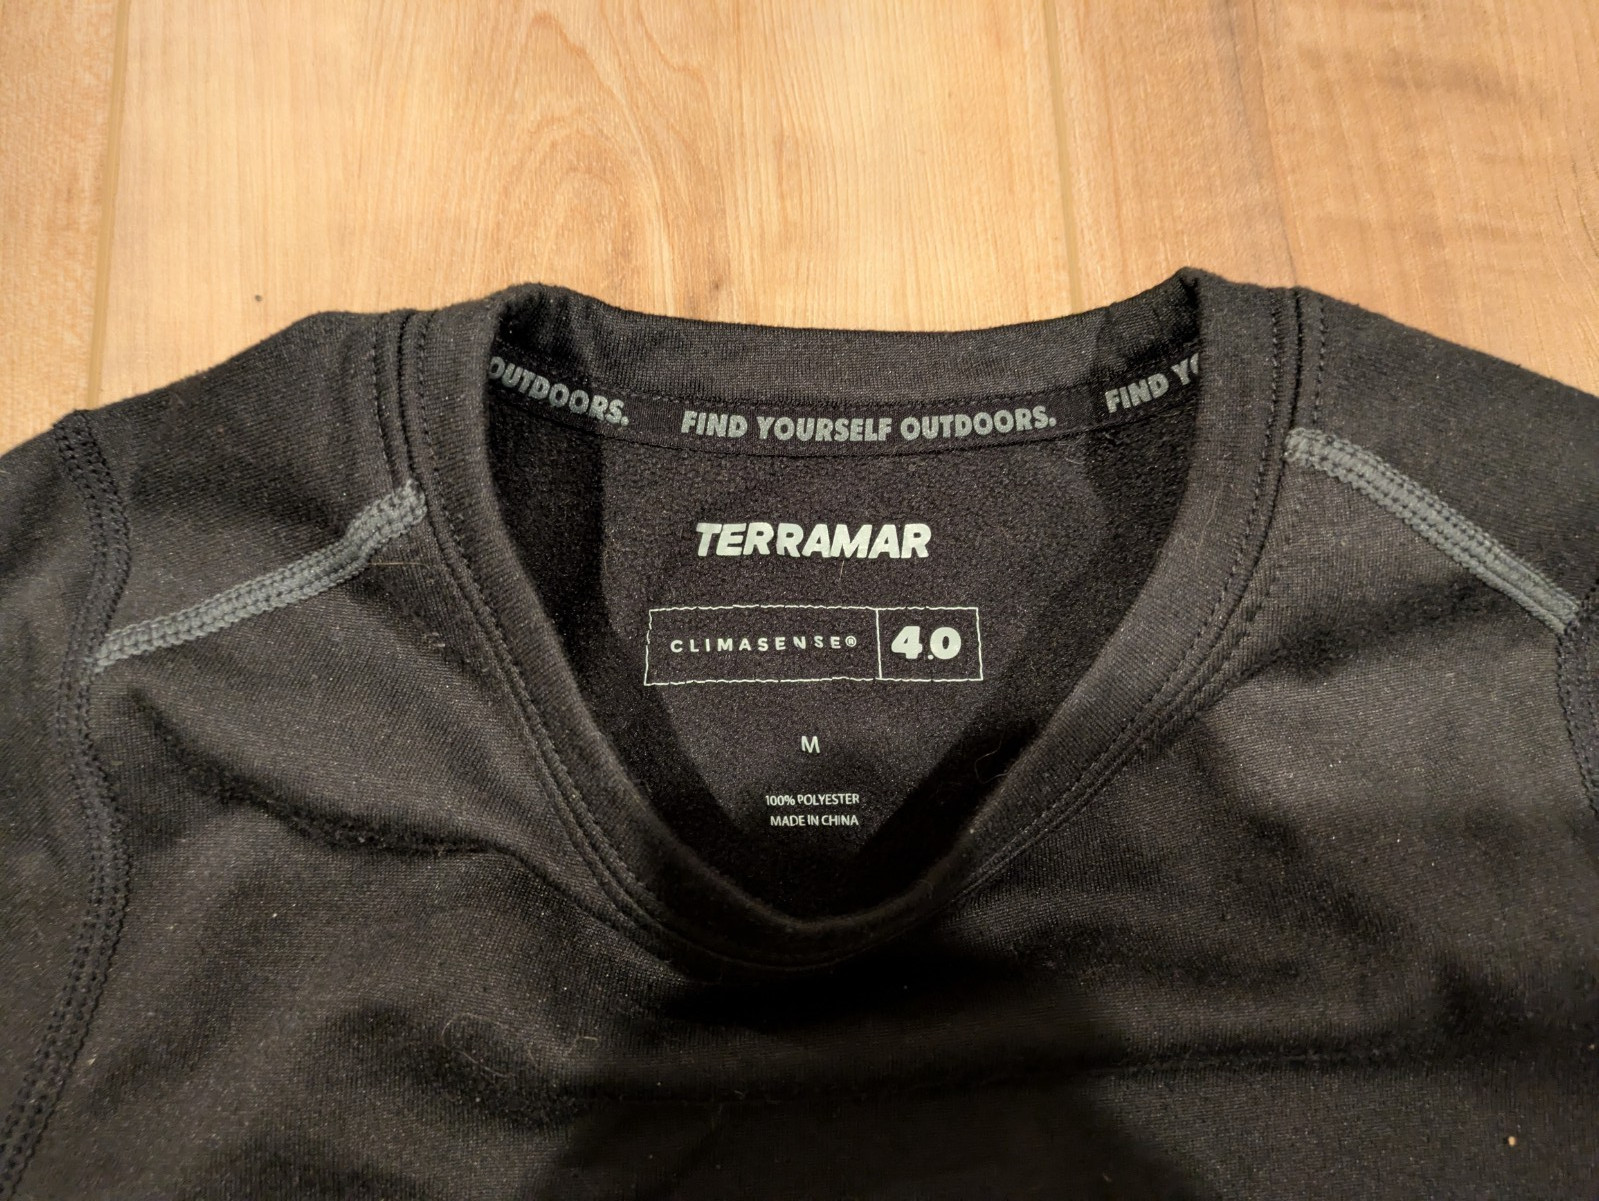 OUTDOORS. FIND YOURSELF OUTDOORS. FIND YO
TERRAMAR
CLIMASENSE® 4.0
M
100% POLYESTER
MADE IN CHINA